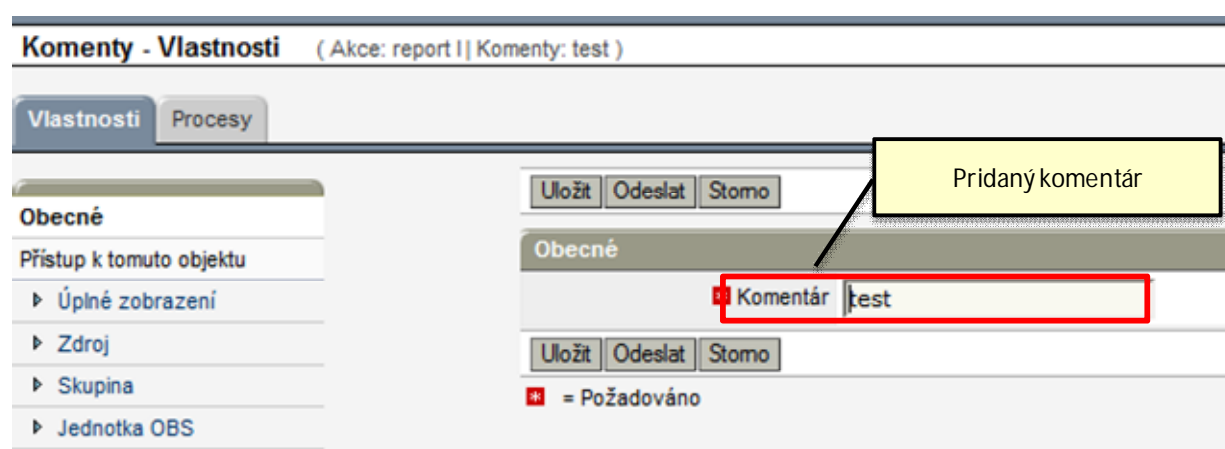 Komenty - Vlastnosti ( Akce: report I | Komenty: test )
Vlastnosti Procesy
Pridaný komentár
Uložit Odeslat Storno
Obecné
Přístup k tomuto objektu
Úplné zobrazení
Zdroj
Skupina
Jednotka OBS
Obecné
Komentár test
Uložit Odeslat Storno
* = Požadováno